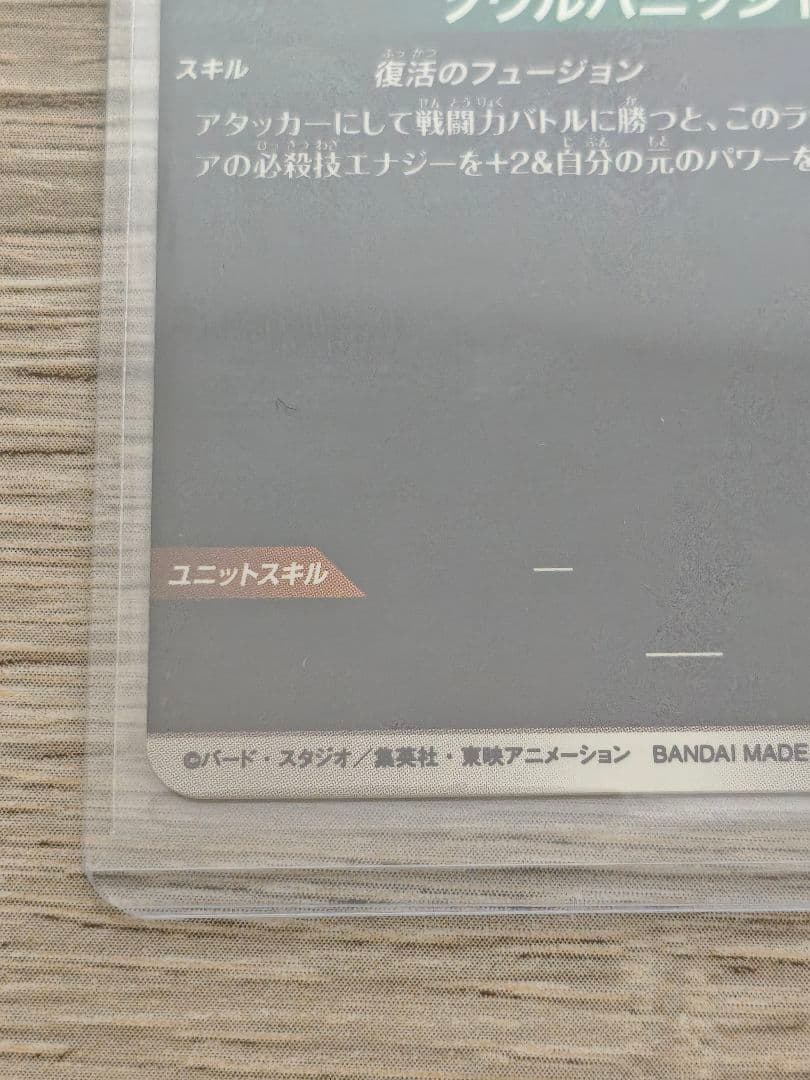 スキル 復活のフュージョン
アタッカーにして戦闘力バトルに勝つと、このラ
アの必殺技エナジーを+2&自分の元のパワーを
ユニットスキル —
©バード・スタジオ／集英社・東映アニメーション BANDAI MADE